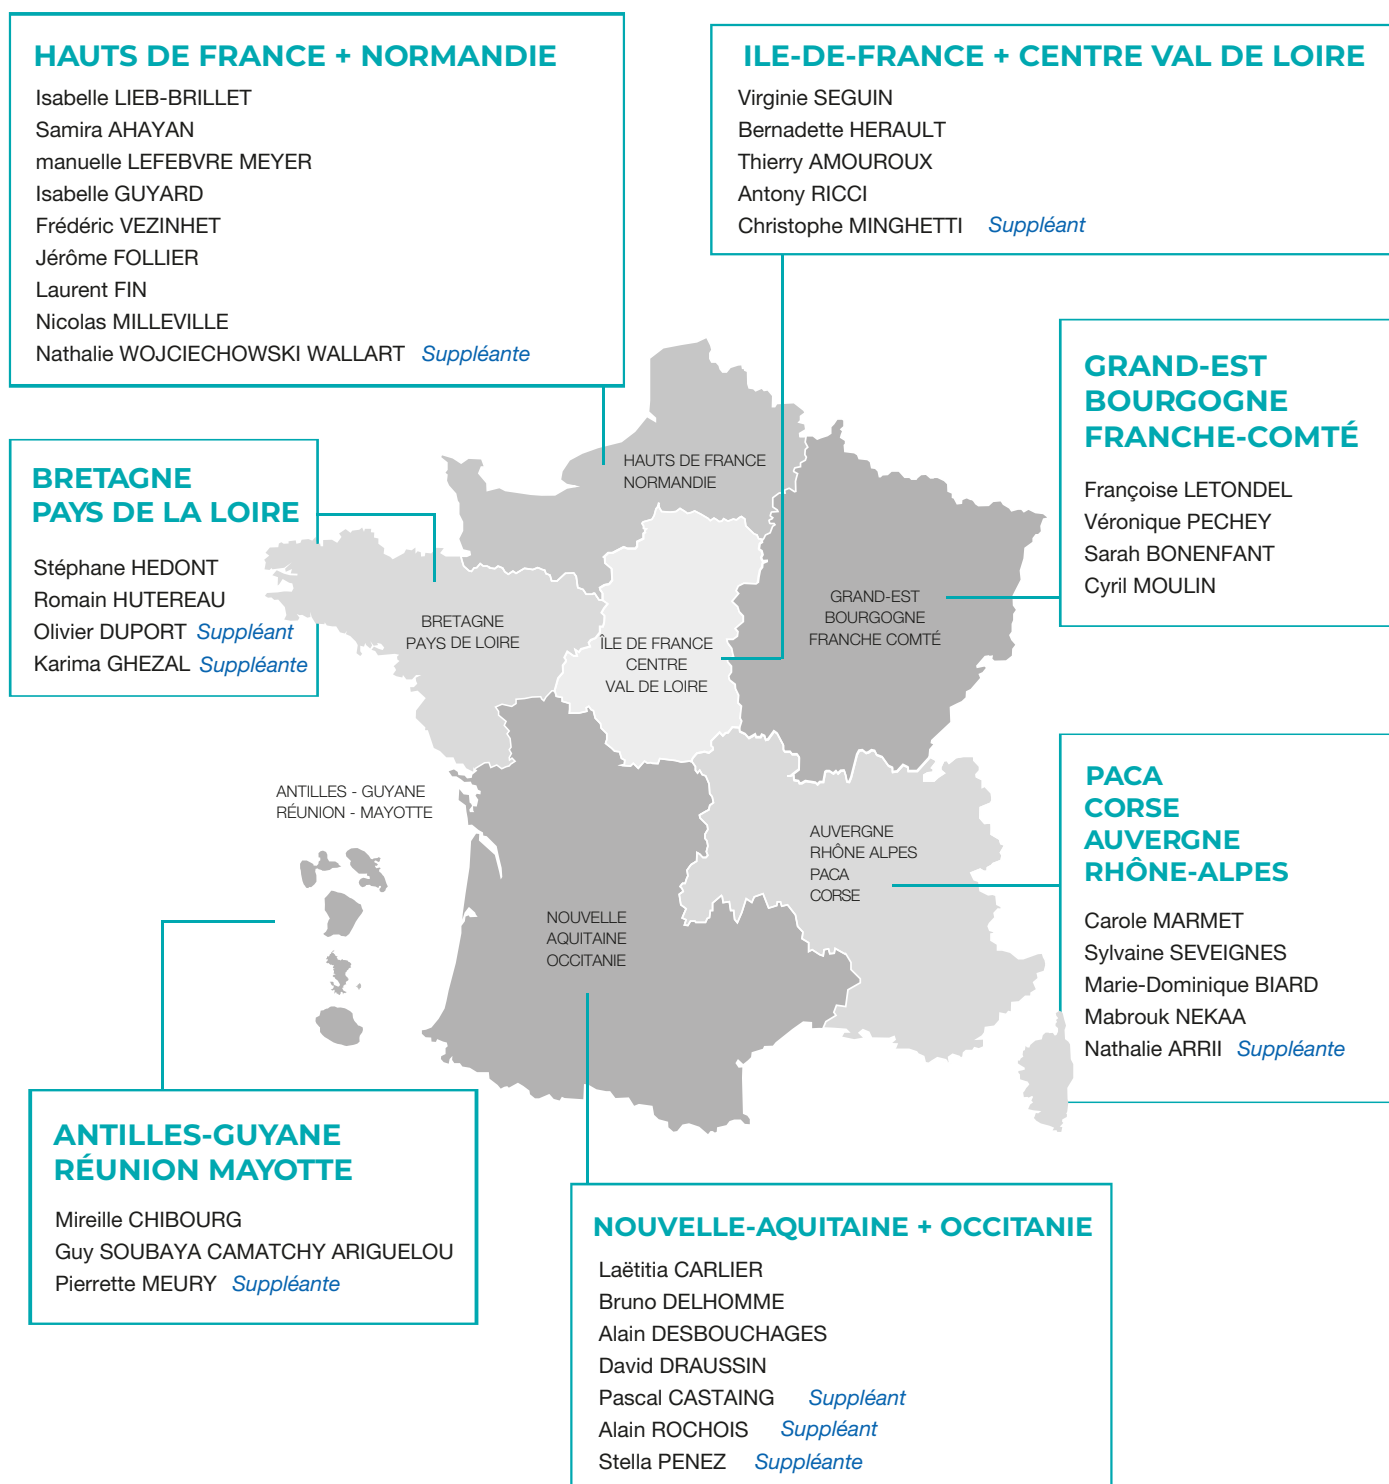 HAUTS DE FRANCE + NORMANDIE
Isabelle LIEB-BRILLET
Samira AHAYAN
manuelle LEFEBVRE MEYER
Isabelle GUYARD
Frédéric VEZINHET
Jérôme FOLLIER
Laurent FIN
Nicolas MILLEVILLE
Nathalie WOJCIECHOWSKI WALLART Suppléante
ILE-DE-FRANCE + CENTRE VAL DE LOIRE
Virginie SEGUIN
Bernadette HERAULT
Thierry AMOUROUX
Antony RICCI
Christophe MINGHETTI Suppléant
GRAND-EST
BOURGOGNE
FRANCHE-COMTÉ
Françoise LETONDEL
Véronique PECHEY
Sarah BONENFANT
Cyril MOULIN
BRETAGNE
PAYS DE LA LOIRE
Stéphane HEDONT
Romain HUTEREAU
Olivier DUPORT Suppléant
Karima GHEZAL Suppléante
HAUTS DE FRANCE
NORMANDIE
BRETAGNE
PAYS DE LOIRE
ÎLE DE FRANCE
CENTRE
VAL DE LOIRE
GRAND-EST
BOURGOGNE
FRANCHE COMTÉ
ANTILLES - GUYANE
RÉUNION - MAYOTTE
AUVERGNE
RHÔNE ALPES
PACA
CORSE
NOUVELLE
AQUITAINE
OCCITANIE
PACA
CORSE
AUVERGNE
RHÔNE-ALPES
Carole MARMET
Sylvaine SEVEIGNES
Marie-Dominique BIARD
Mabrouk NEKAA
Nathalie ARRII Suppléante
ANTILLES-GUYANE
RÉUNION MAYOTTE
Mireille CHIBOURG
Guy SOUBAYA CAMATCHY ARIGUELOU
Pierrette MEURY Suppléante
NOUVELLE-AQUITAINE + OCCITANIE
Laëtitia CARLIER
Bruno DELHOMME
Alain DESBOUCHAGES
David DRAUSSIN
Pascal CASTAING Suppléant
Alain ROCHOIS Suppléant
Stella PENEZ Suppléante